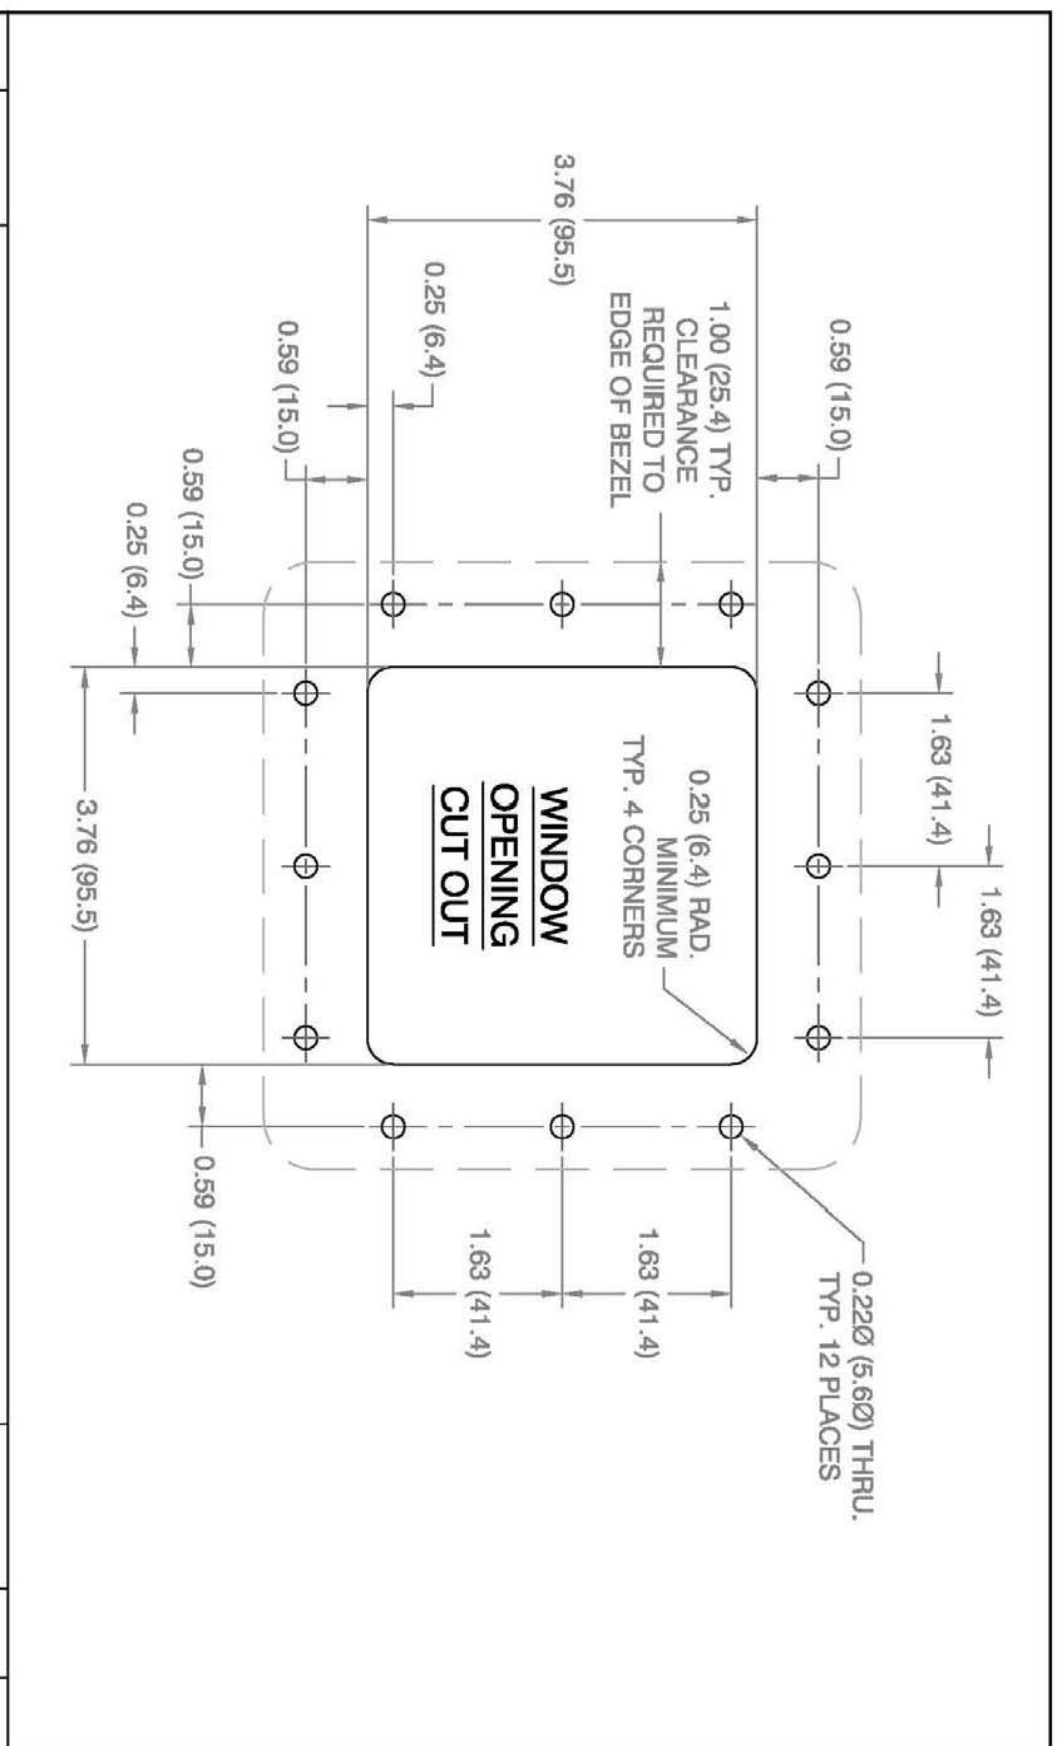 1.63 (41.4)
1.63 (41.4)
0.22Ø (5.6Ø) THRU.
TYP. 12 PLACES
0.59 (15.0)
1.00 (25.4) TYP.
CLEARANCE
REQUIRED TO
EDGE OF BEZEL
0.25 (6.4) RAD.
MINIMUM
TYP. 4 CORNERS
3.76 (95.5)
WINDOW
OPENING
CUT OUT
1.63 (41.4)
1.63 (41.4)
0.25 (6.4)
0.59 (15.0)
0.59 (15.0)
0.59 (15.0)
0.25 (6.4)
3.76 (95.5)